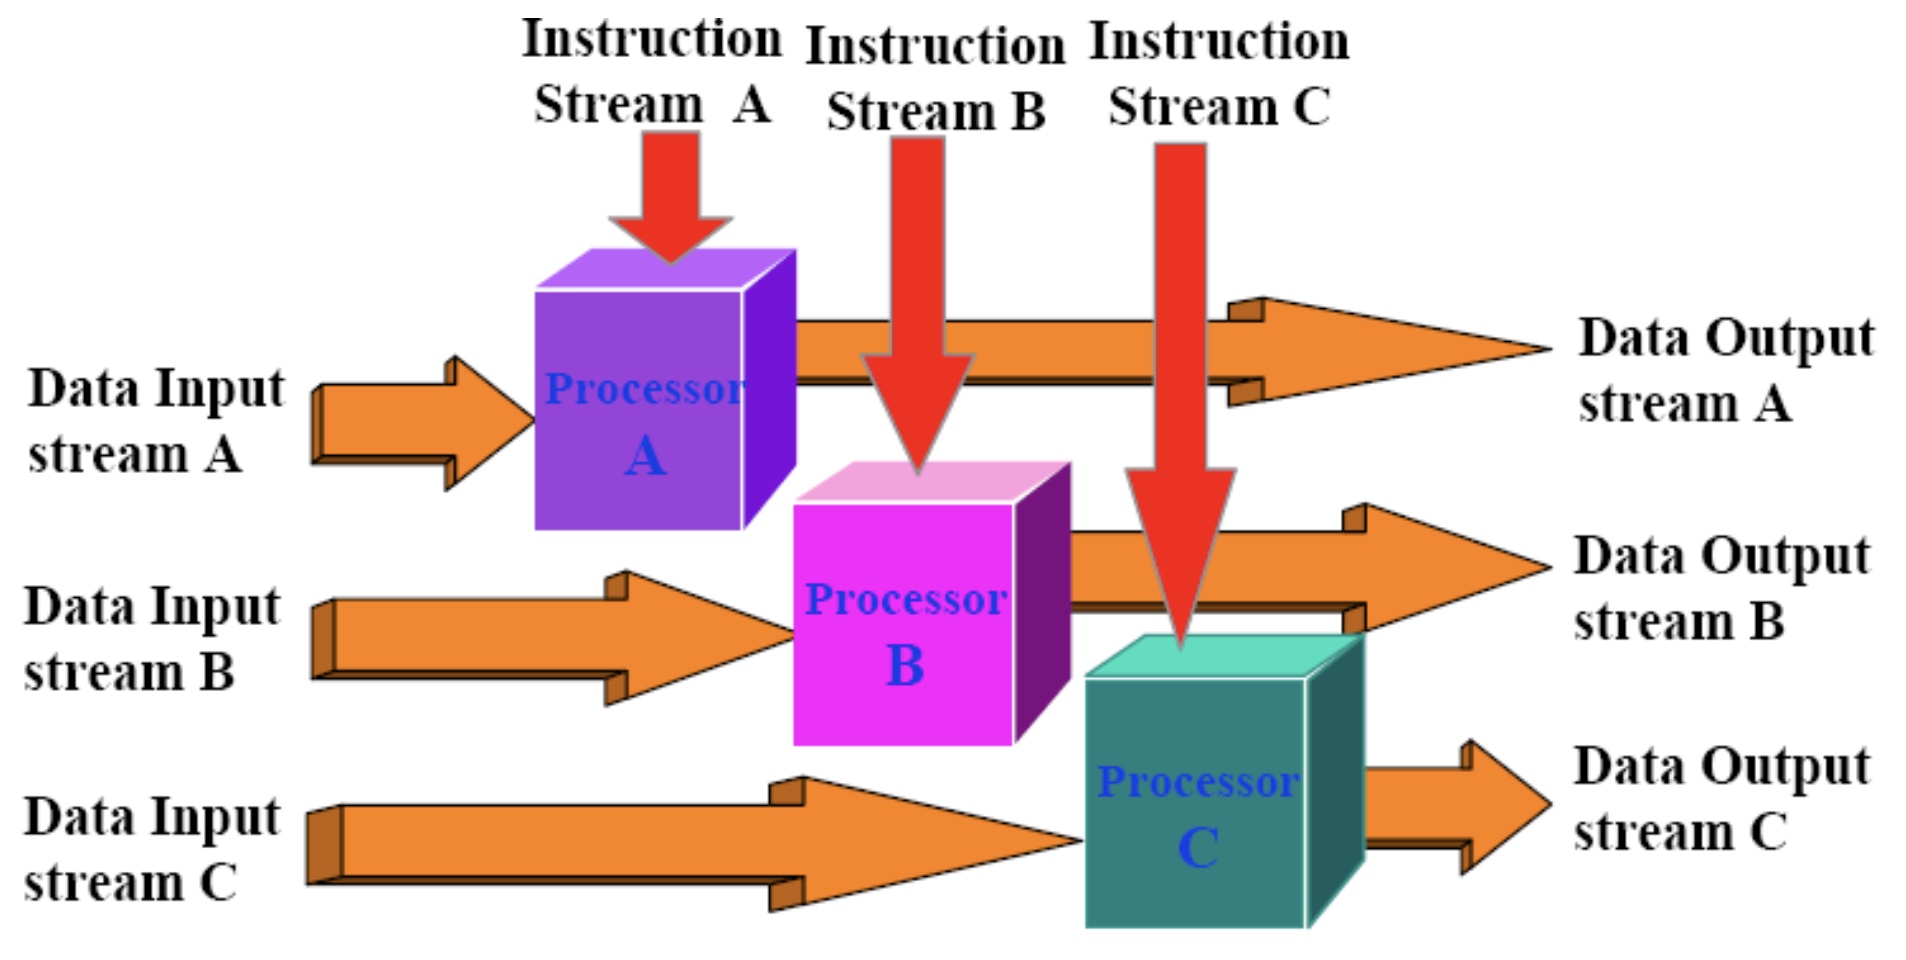 Instruction
Stream A
Instruction
Stream B
Instruction
Stream C
Data Input
stream A
Processor
A
Data Output
stream A
Data Input
stream B
Processor
B
Data Output
stream B
Data Input
stream C
Processor
C
Data Output
stream C